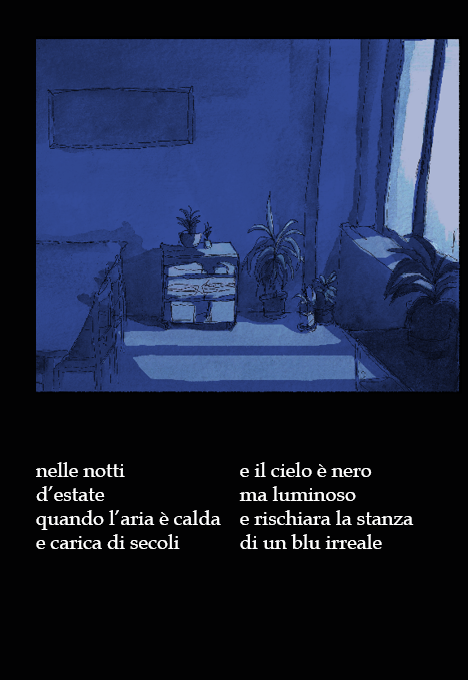 nelle notti
d’estate
quando l’aria è calda
e carica di secoli
e il cielo è nero
ma luminoso
e rischiara la stanza
di un blu irreale